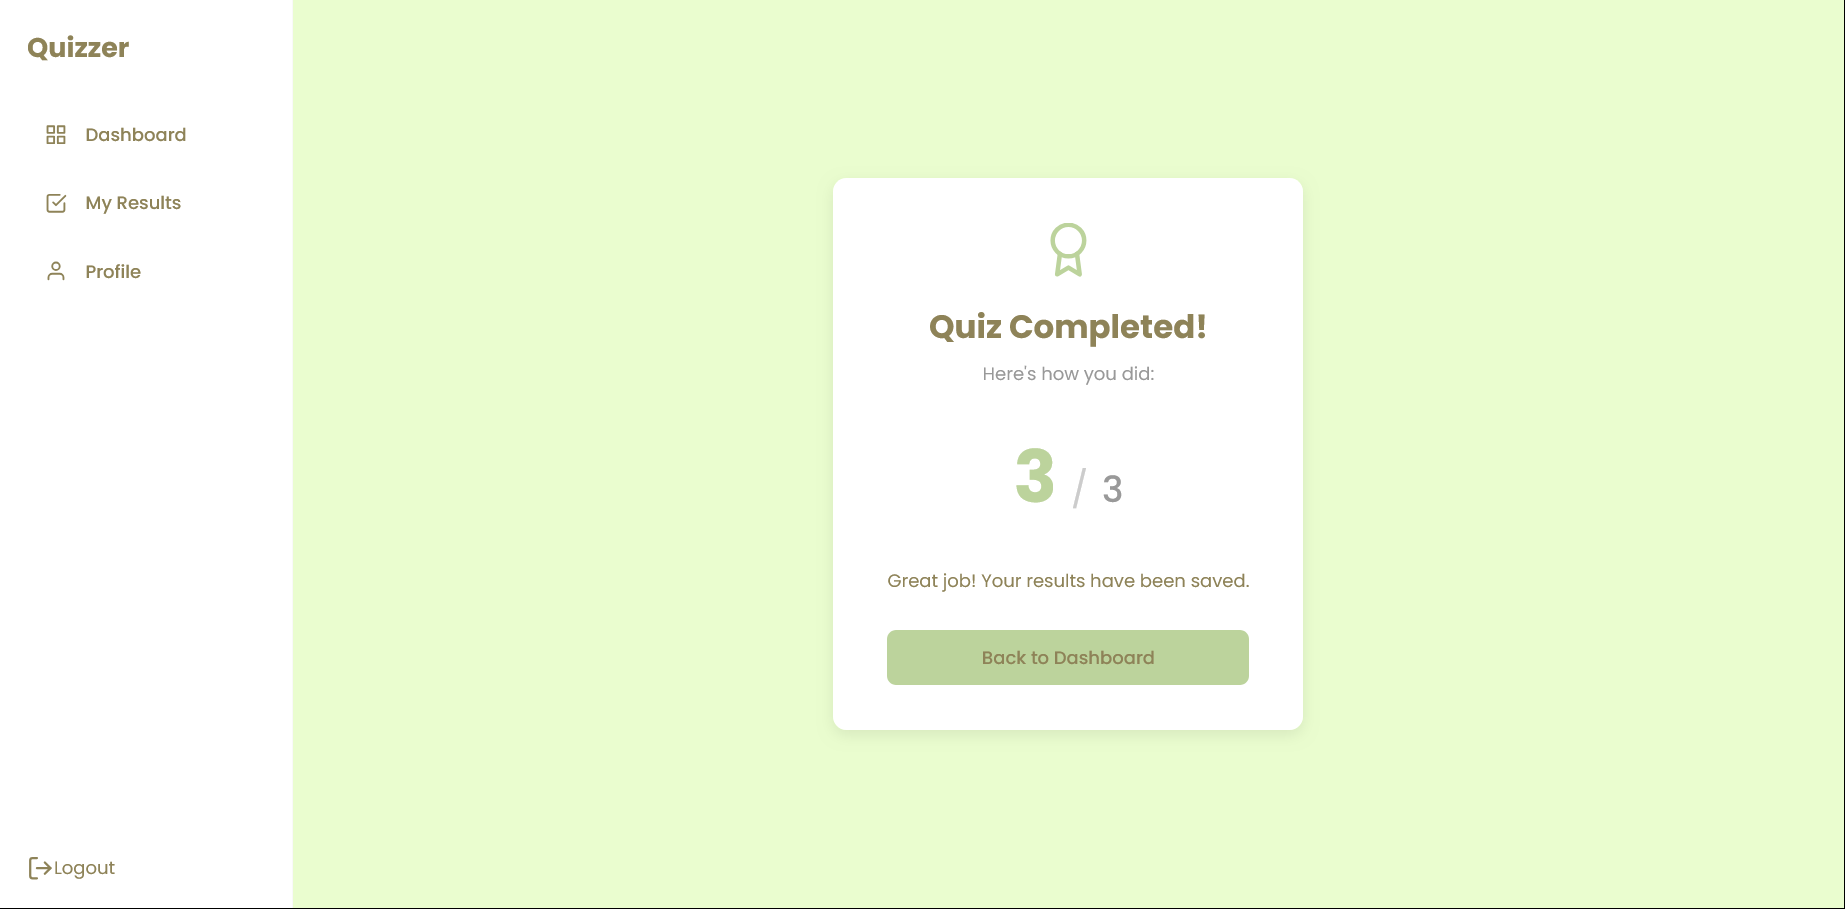 Quizzer
Dashboard
My Results
Profile
Logout
Quiz Completed!
Here's how you did:
3 / 3
Great job! Your results have been saved.
Back to Dashboard